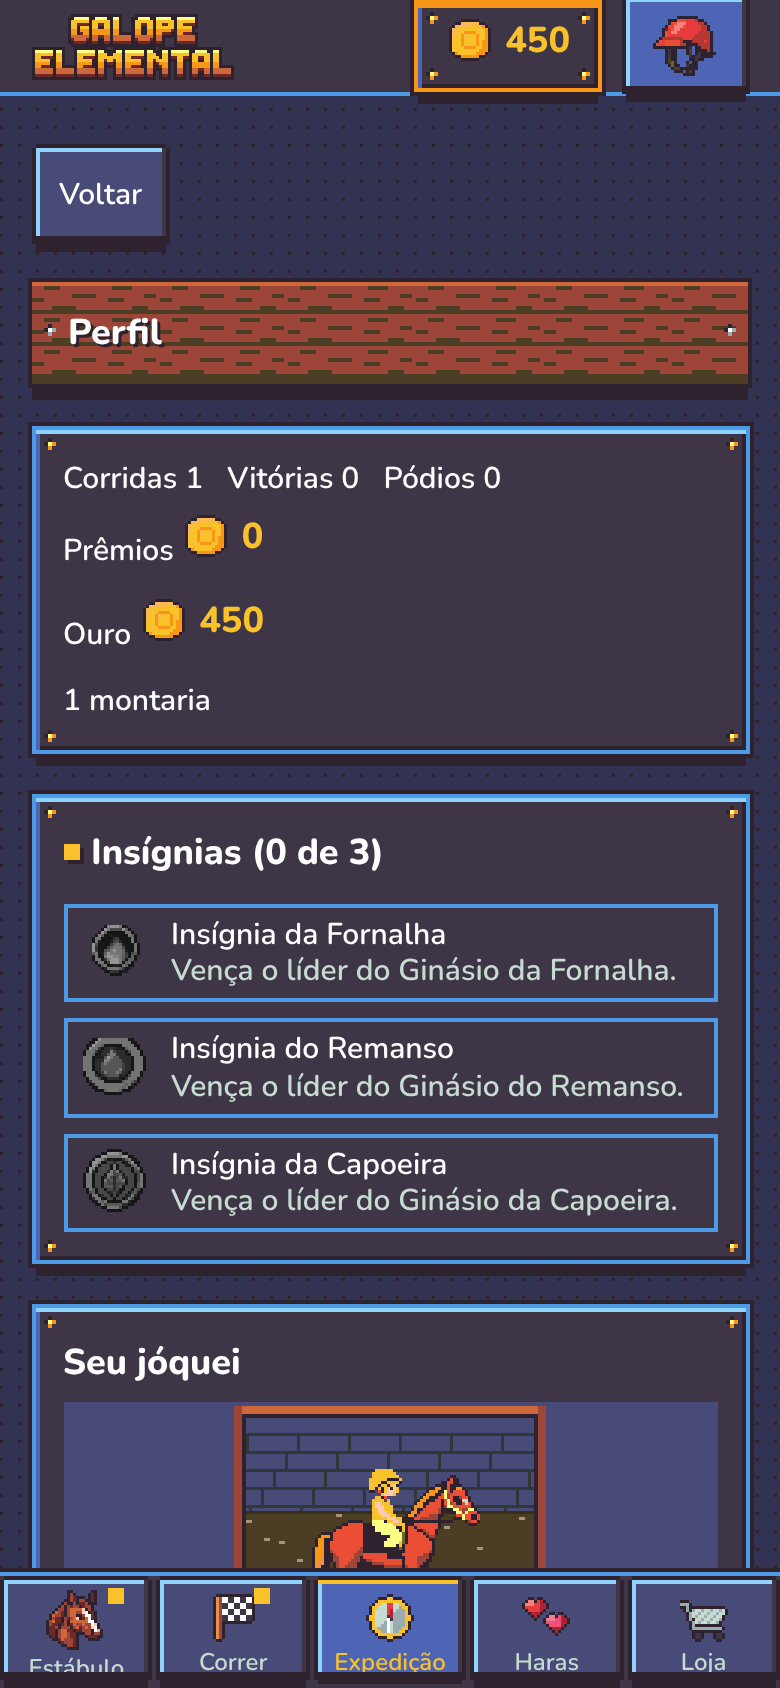 GALOPE
ELEMENTAL
450
Voltar
Perfil
Corridas 1 Vitórias 0 Pódios 0
Prêmios 0
Ouro 450
1 montaria
Insígnias (0 de 3)
Insígnia da Fornalha
Vença o líder do Ginásio da Fornalha.
Insígnia do Remanso
Vença o líder do Ginásio do Remanso.
Insígnia da Capoeira
Vença o líder do Ginásio da Capoeira.
Seu jóquei
Estábulo Correr Expedição Haras Loja